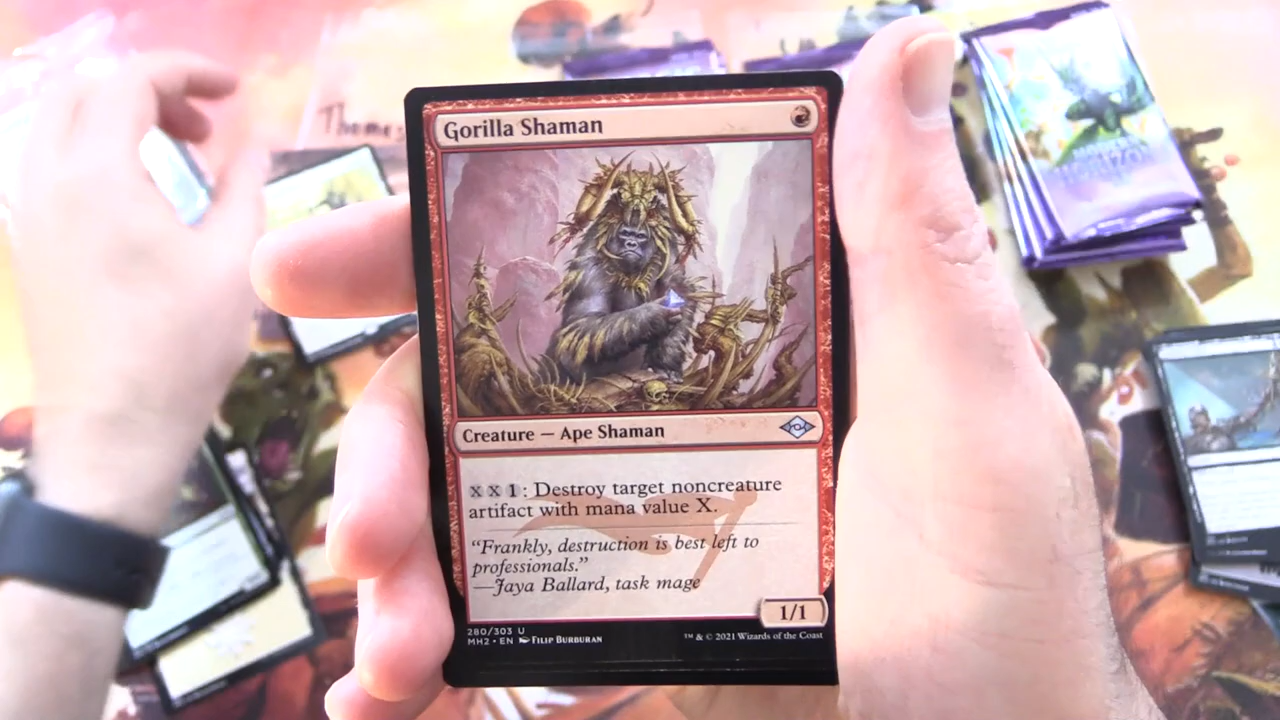 Thomas
Gorilla Shaman
Creature — Ape Shaman
X X 1: Destroy target noncreature
artifact with mana value X.
“Frankly, destruction is best left to
professionals.”
—Jaya Ballard, task mage
1/1
280/303 U
MH2 • EN Filip Burburan
™ & © 2021 Wizards of the Coast
HORIZON